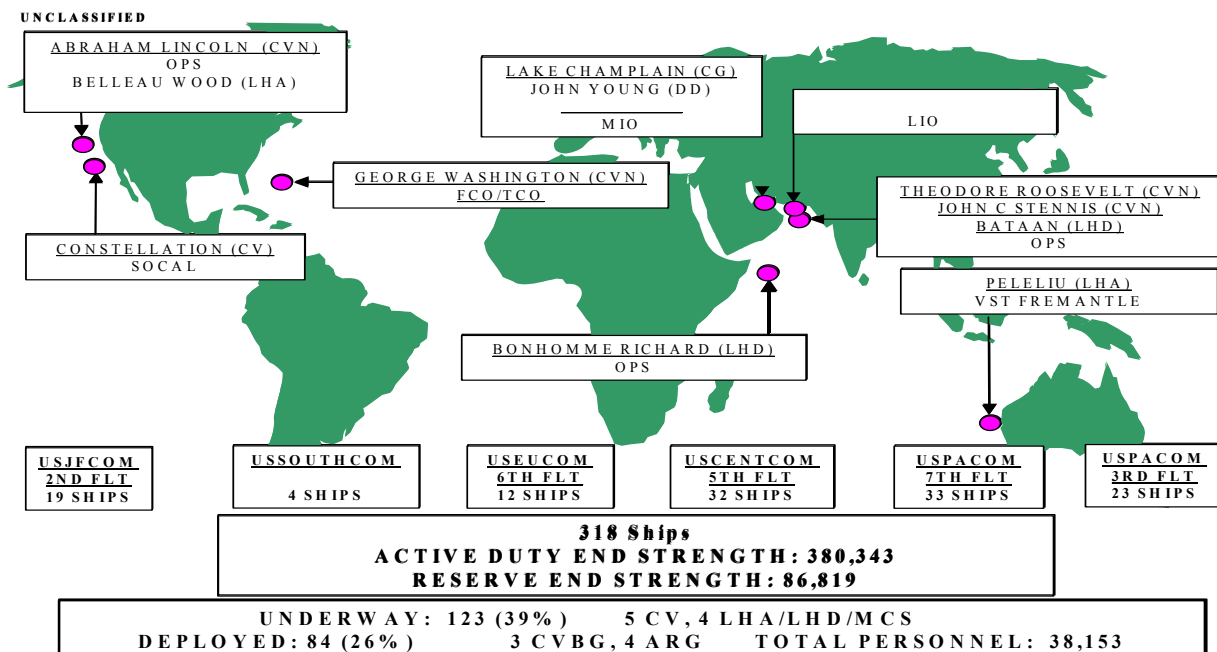 UNCLASSIFIED
ABRAHAM LINCOLN (CVN)
OPS
BELLEAU WOOD (LHA)
LAKE CHAMPLAIN (CG)
JOHN YOUNG (DD)
MIO
LIO
GEORGE WASHINGTON (CVN)
FCO/TCO
THEODORE ROOSEVELT (CVN)
JOHN C STENNIS (CVN)
BATAAN (LHD)
OPS
CONSTELLATION (CV)
SOCAL
PELELIU (LHA)
VST FREMANTLE
BONHOMME RICHARD (LHD)
OPS
USJFCOM
2ND FLT
19 SHIPS
USSOUTHCOM
4 SHIPS
USEUCOM
6TH FLT
12 SHIPS
USCENTCOM
5TH FLT
32 SHIPS
USPACOM
7TH FLT
33 SHIPS
USPACOM
3RD FLT
23 SHIPS
318 Ships
ACTIVE DUTY END STRENGTH: 380,343
RESERVE END STRENGTH: 86,819
UNDERWAY: 123 (39%) 5 CV, 4 LHA/LHD/MCS
DEPLOYED: 84 (26%) 3 CVBG, 4 ARG TOTAL PERSONNEL: 38,153